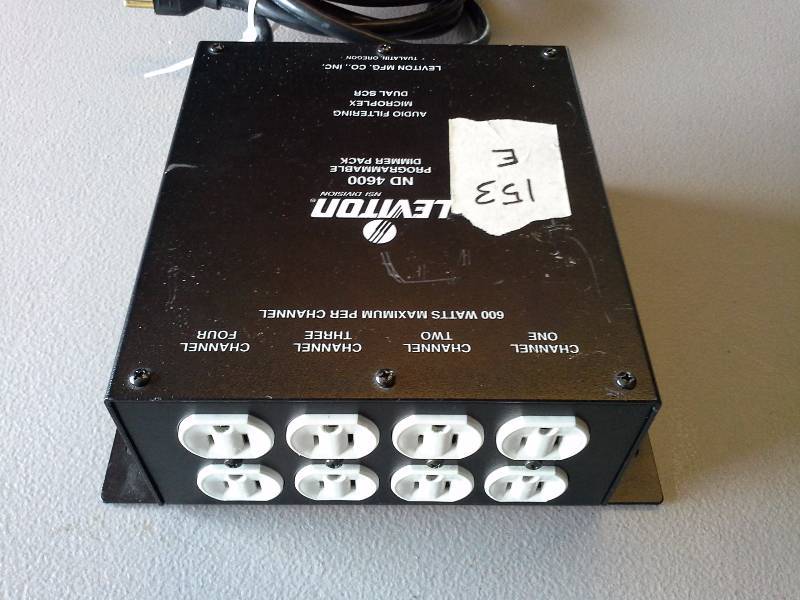 CHANNEL ONE
CHANNEL TWO
CHANNEL THREE
CHANNEL FOUR
600 WATTS MAXIMUM PER CHANNEL
LEVITON®
NSI DIVISION
ND 4600
PROGRAMMABLE
DIMMER PACK
153
E
AUDIO FILTERING
MICROPLEX
DUAL SCR
LEVITON MFG. CO., INC.
* TUALATIN, OREGON *